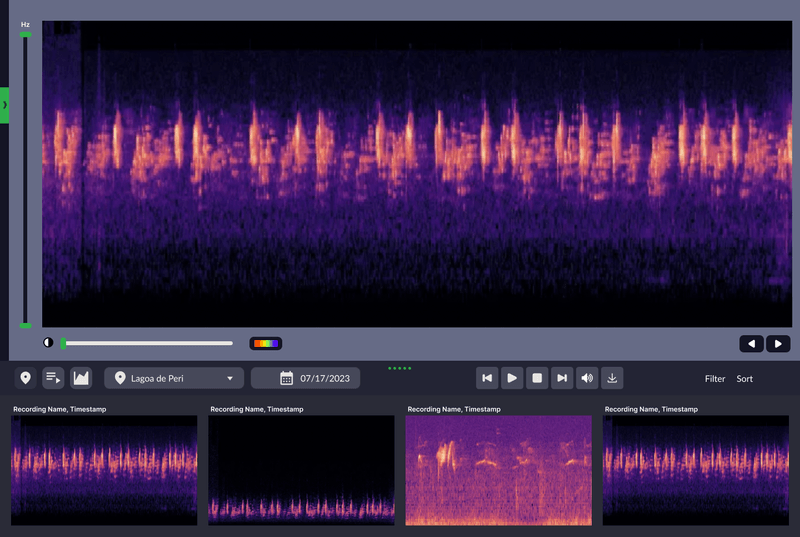 Hz
Lagoa de Peri
07/17/2023
Filter
Sort
Recording Name, Timestamp
Recording Name, Timestamp
Recording Name, Timestamp
Recording Name, Timestamp